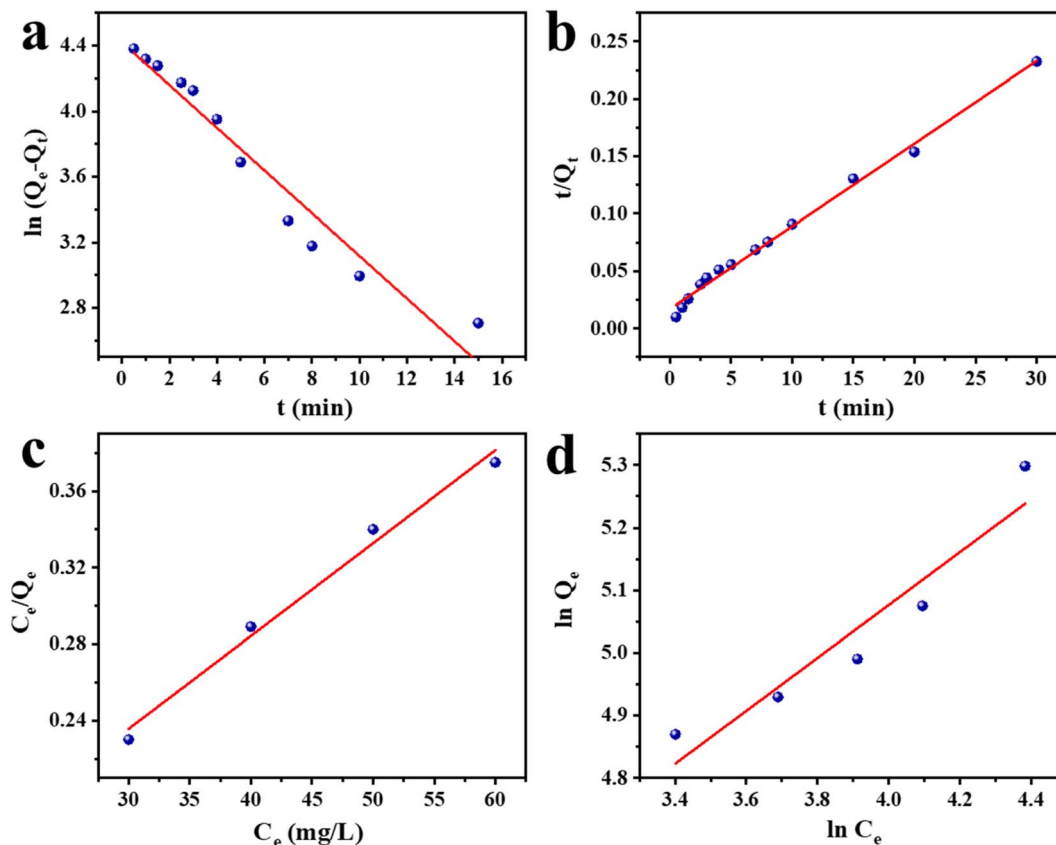 a
ln (Qe-Qt)
4.4
4.0
3.6
3.2
2.8
0 2 4 6 8 10 12 14 16
t (min)
b
t/Qt
0.25
0.20
0.15
0.10
0.05
0.00
0 5 10 15 20 25 30
t (min)
c
Ce/Qe
0.36
0.32
0.28
0.24
30 40 50 60
Ce (mg/L)
d
ln Qe
5.3
5.2
5.1
5.0
4.9
4.8
3.4 3.6 3.8 4.0 4.2 4.4
ln Ce